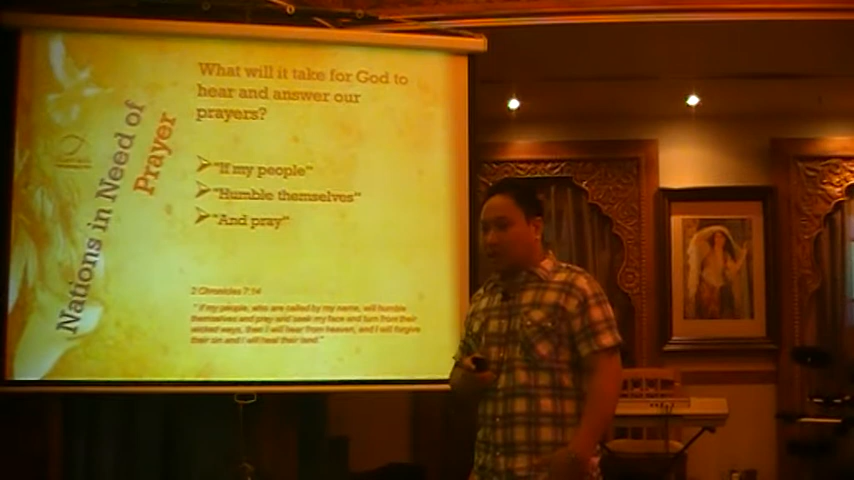 Nations in Need of
Prayer
What will it take for God to
hear and answer our
prayers?
"If my people"
"Humble themselves"
"And pray"
2 Chronicles 7:14
"if my people, who are called by my name, will humble
themselves and pray and seek my face and turn from their
wicked ways, then I will hear from heaven, and I will forgive
their sin and I will heal their land."